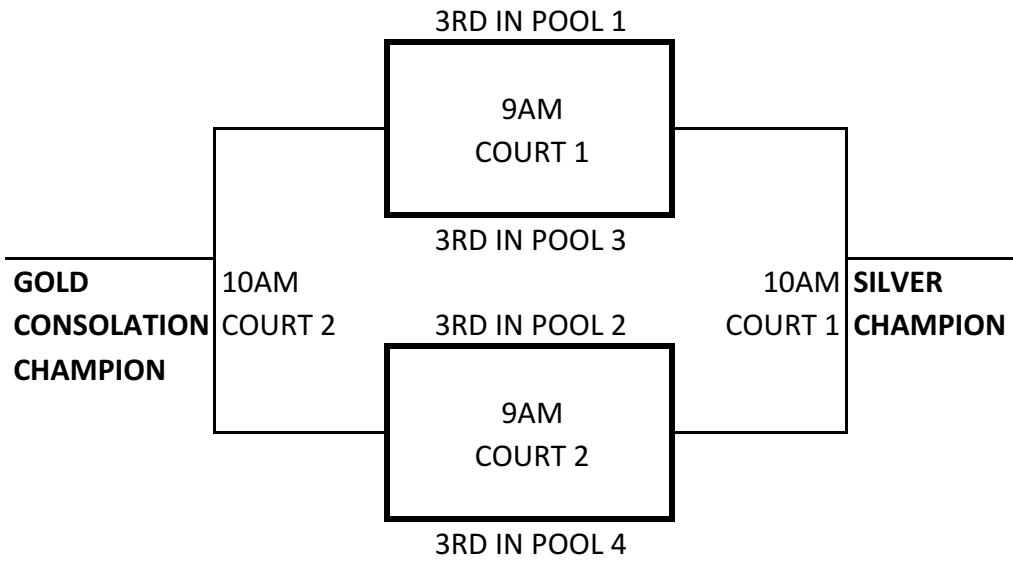 3RD IN POOL 1
9AM
COURT 1
3RD IN POOL 3
GOLD
CONSOLATION
CHAMPION
10AM
COURT 2
10AM
COURT 1
SILVER
CHAMPION
3RD IN POOL 2
9AM
COURT 2
3RD IN POOL 4